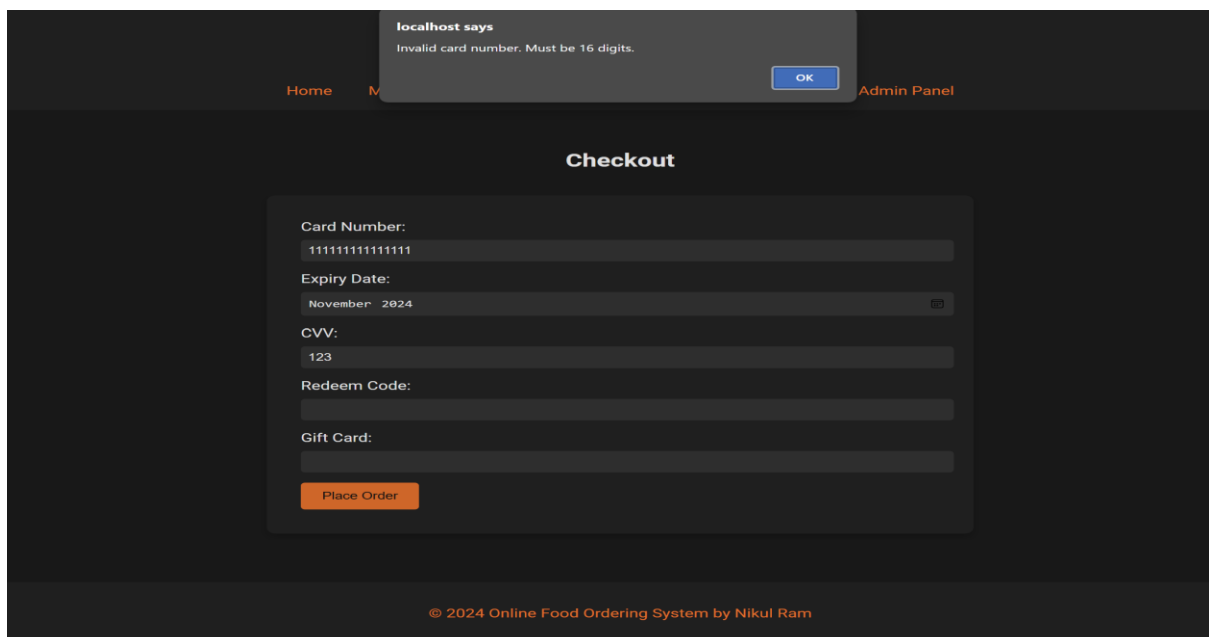 localhost says
Invalid card number. Must be 16 digits.
OK
Home M Admin Panel
Checkout
Card Number:
111111111111111
Expiry Date:
November 2024
CVV:
123
Redeem Code:
Gift Card:
Place Order
© 2024 Online Food Ordering System by Nikul Ram